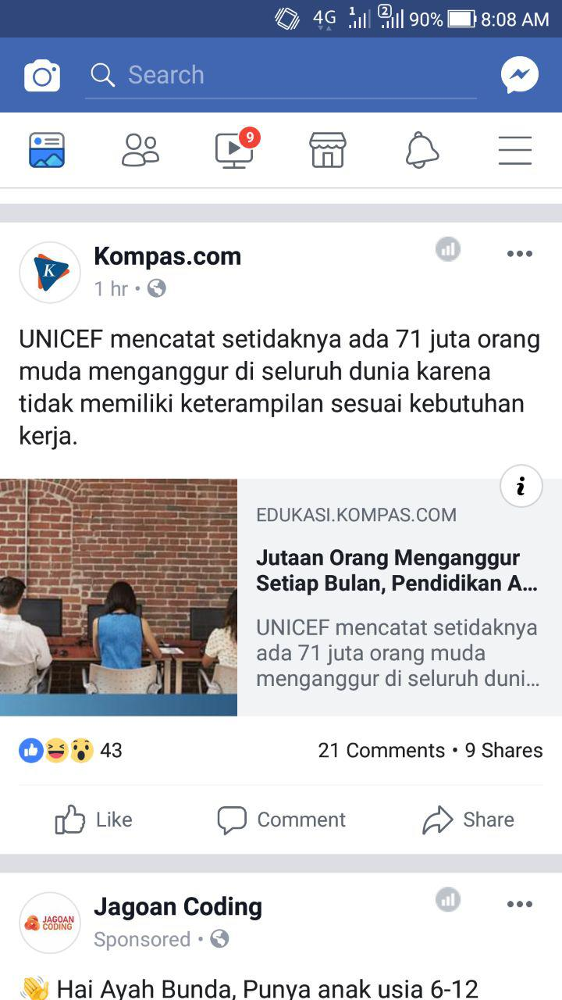 4G 1 2 90% 8:08 AM
Search
9
Kompas.com
1 hr •
UNICEF mencatat setidaknya ada 71 juta orang
muda menganggur di seluruh dunia karena
tidak memiliki keterampilan sesuai kebutuhan
kerja.
K
i
EDUKASI.KOMPAS.COM
Jutaan Orang Menganggur
Setiap Bulan, Pendidikan A...
UNICEF mencatat setidaknya
ada 71 juta orang muda
menganggur di seluruh duni...
43
21 Comments • 9 Shares
Like Comment Share
JAGOAN
CODING
Jagoan Coding
Sponsored •
👋 Hai Ayah Bunda, Punya anak usia 6-12